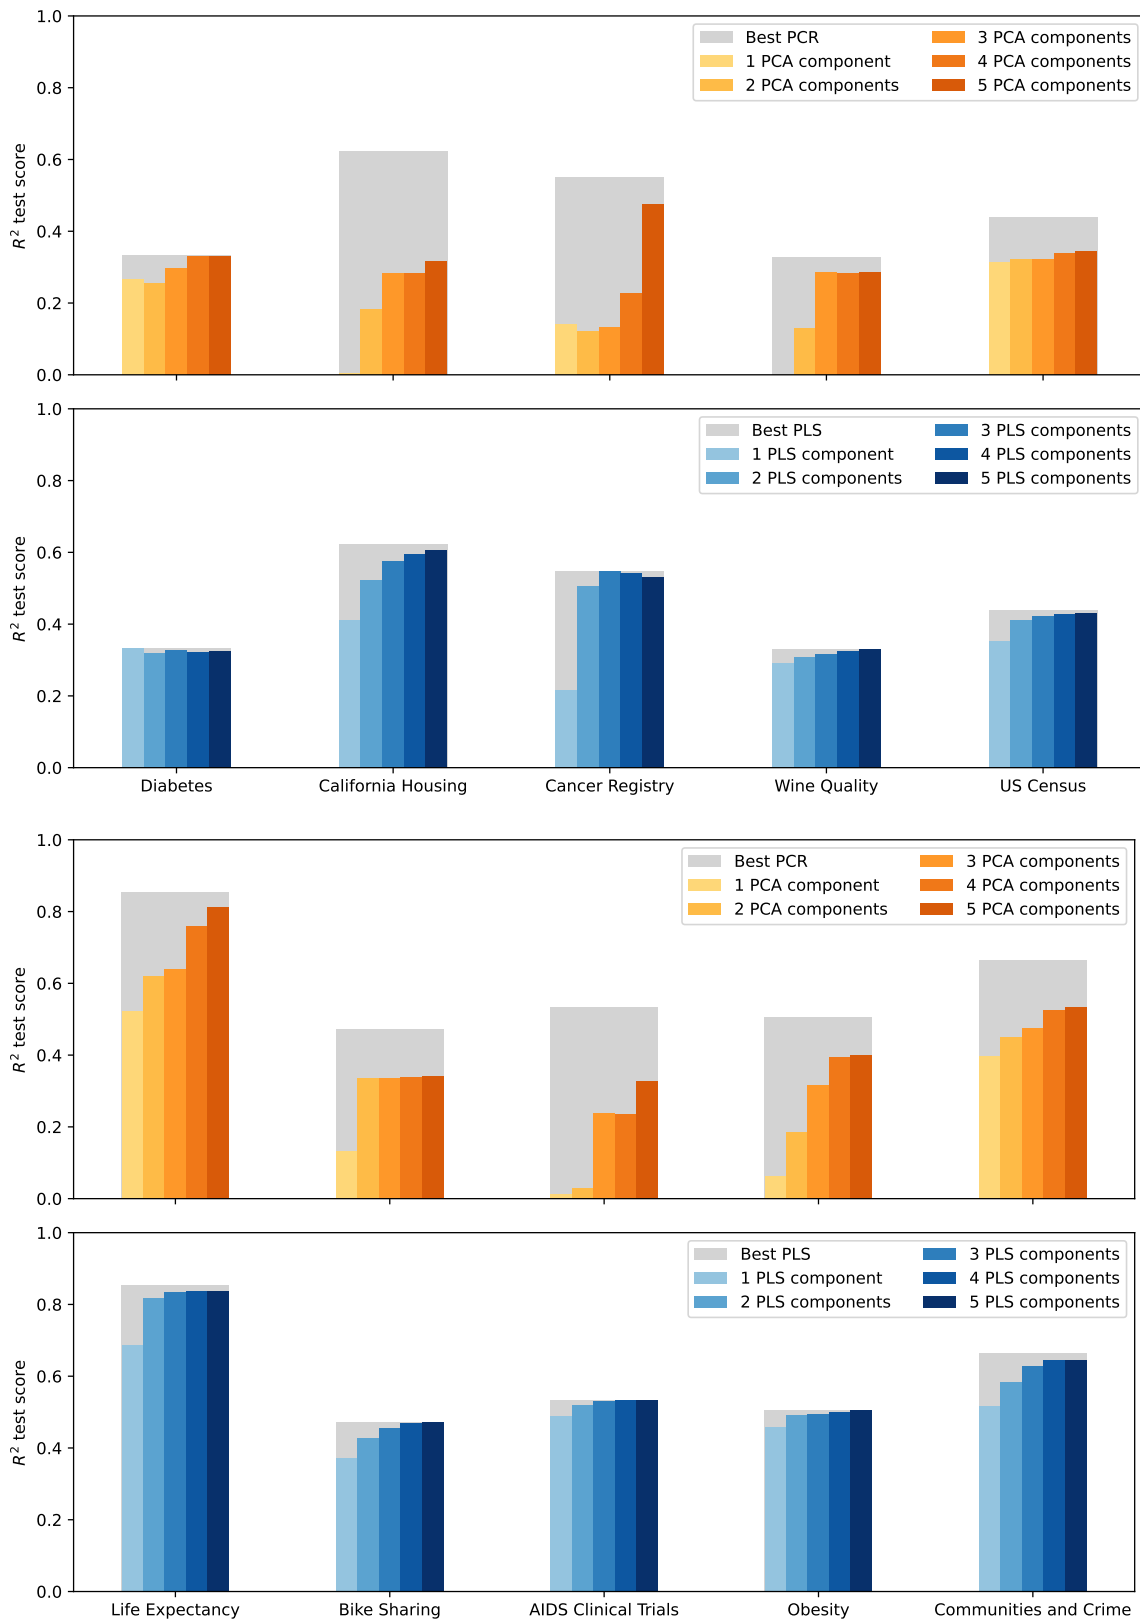 1.0
0.8
0.6
0.4
0.2
0.0
R² test score
Best PCR
1 PCA component
2 PCA components
3 PCA components
4 PCA components
5 PCA components
1.0
0.8
0.6
0.4
0.2
0.0
R² test score
Best PLS
1 PLS component
2 PLS components
3 PLS components
4 PLS components
5 PLS components
Diabetes California Housing Cancer Registry Wine Quality US Census
1.0
0.8
0.6
0.4
0.2
0.0
R² test score
Best PCR
1 PCA component
2 PCA components
3 PCA components
4 PCA components
5 PCA components
1.0
0.8
0.6
0.4
0.2
0.0
R² test score
Best PLS
1 PLS component
2 PLS components
3 PLS components
4 PLS components
5 PLS components
Life Expectancy Bike Sharing AIDS Clinical Trials Obesity Communities and Crime